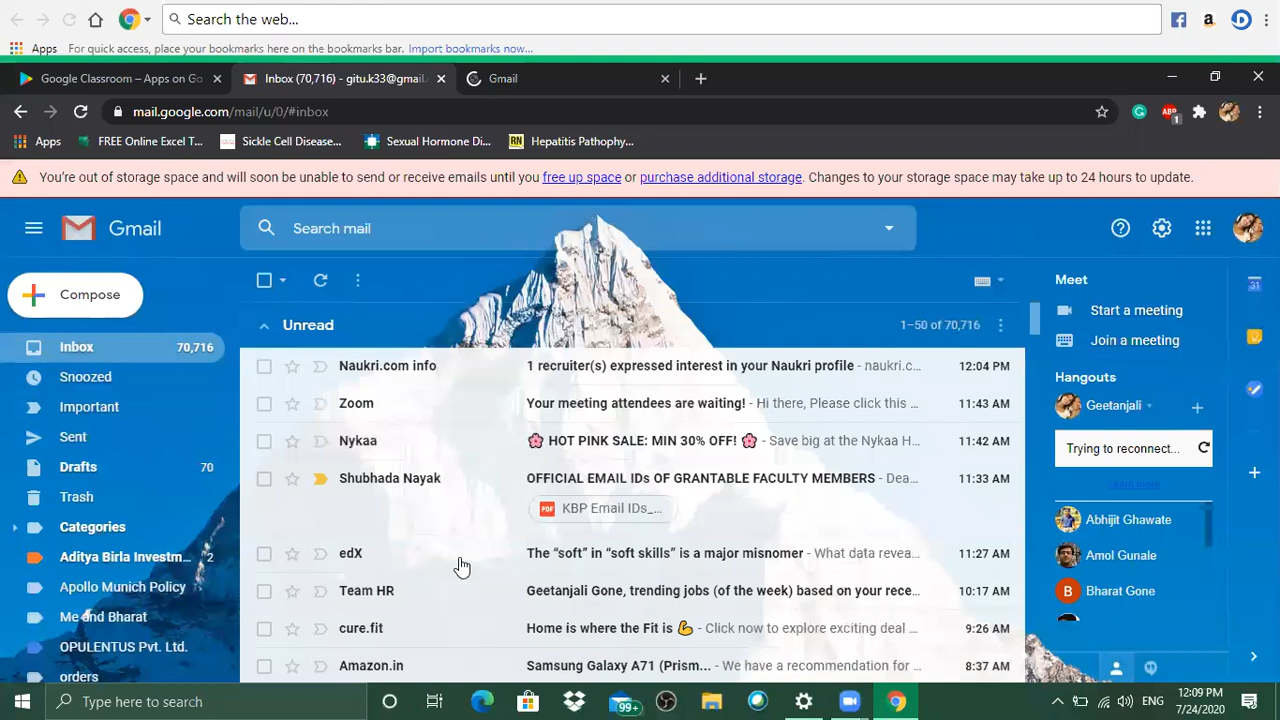 Search the web...
Apps For quick access, place your bookmarks here on the bookmarks bar. Import bookmarks now...
Google Classroom – Apps on Go
Inbox (70,716) - gitu.k33@gmail.
Gmail
mail.google.com/mail/u/0/#inbox
ABP
1
Apps
FREE Online Excel T...
Sickle Cell Disease...
Sexual Hormone Di...
RN
Hepatitis Pathophy...
You're out of storage space and will soon be unable to send or receive emails until you free up space or purchase additional storage. Changes to your storage space may take up to 24 hours to update.
Gmail
Search mail
Compose
Inbox 70,716
Snoozed
Important
Sent
Drafts 70
Trash
Categories
Aditya Birla Investm... 2
Apollo Munich Policy
Me and Bharat
OPULENTUS Pvt. Ltd.
orders
Unread 1–50 of 70,716
Naukri.com info 1 recruiter(s) expressed interest in your Naukri profile - naukri.c... 12:04 PM
Zoom Your meeting attendees are waiting! - Hi there, Please click this ... 11:43 AM
Nykaa 🌸 HOT PINK SALE: MIN 30% OFF! 🌸 - Save big at the Nykaa H... 11:42 AM
Shubhada Nayak OFFICIAL EMAIL IDs OF GRANTABLE FACULTY MEMBERS - Dea... 11:33 AM
PDF KBP Email IDs_...
edX The “soft” in “soft skills” is a major misnomer - What data revea... 11:27 AM
Team HR Geetanjali Gone, trending jobs (of the week) based on your rece... 10:17 AM
cure.fit Home is where the Fit is 💪 - Click now to explore exciting deal ... 9:26 AM
Amazon.in Samsung Galaxy A71 (Prism... - We have a recommendation for ... 8:37 AM
Meet
Start a meeting
Join a meeting
Hangouts
Geetanjali
Trying to reconnect...
Learn more
Abhijit Ghawate
Amol Gunale
B Bharat Gone
31
Type here to search
99+
ENG
12:09 PM
7/24/2020